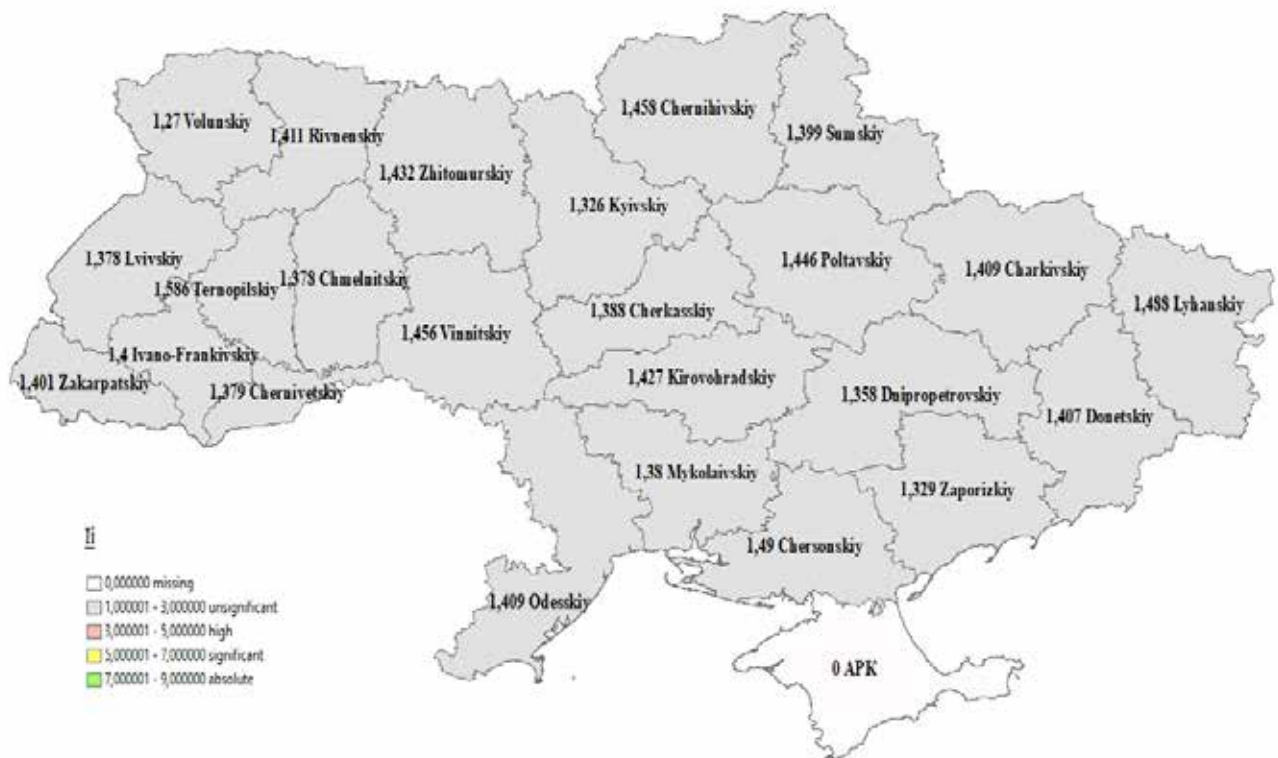 1,458 Chernihivskiy
1,27 Volunskiy
1,411 Rivnenskiy
1,399 Sumskiy
1,432 Zhitomurskiy
1,326 Kyivskiy
1,378 Lvivskiy
1,586 Ternopilskiy
1,378 Chmelnitskiy
1,446 Poltavskiy
1,409 Charkivskiy
1,488 Lyhanskiy
1,388 Cherkasskiy
1,456 Vinnitskiy
1,4 Ivano-Frankivskiy
1,401 Zakarpatskiy
1,379 Chernivetskiy
1,427 Kirovohradskiy
1,358 Dnipropetrovskiy
1,407 Donetskiy
1,38 Mykolaivskiy
1,329 Zaporizkiy
1,49 Chersonskiy
1,409 Odesskiy
0 APK
Ii
0,000000 missing
1,000001 - 3,000000 unsignificant
3,000001 - 5,000000 high
5,000001 - 7,000000 significant
7,000001 - 9,000000 absolute